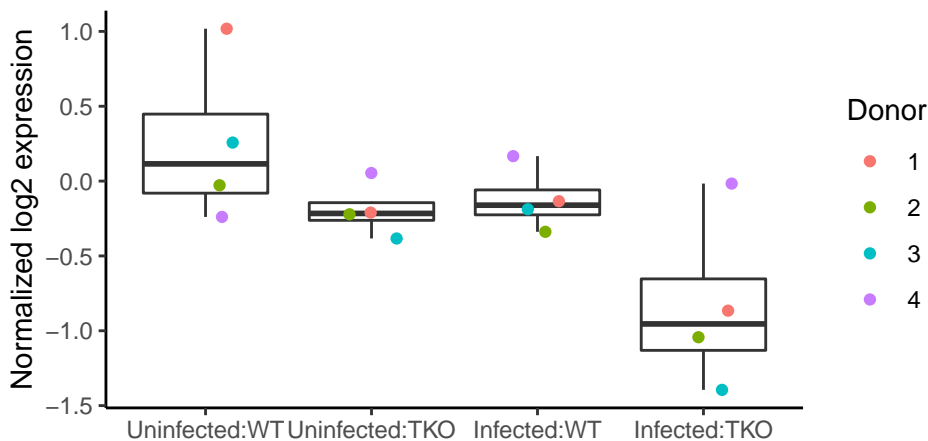 Normalized log2 expression
1.0
0.5
0.0
−0.5
−1.0
−1.5
Uninfected:WT
Uninfected:TKO
Infected:WT
Infected:TKO
Donor
1
2
3
4